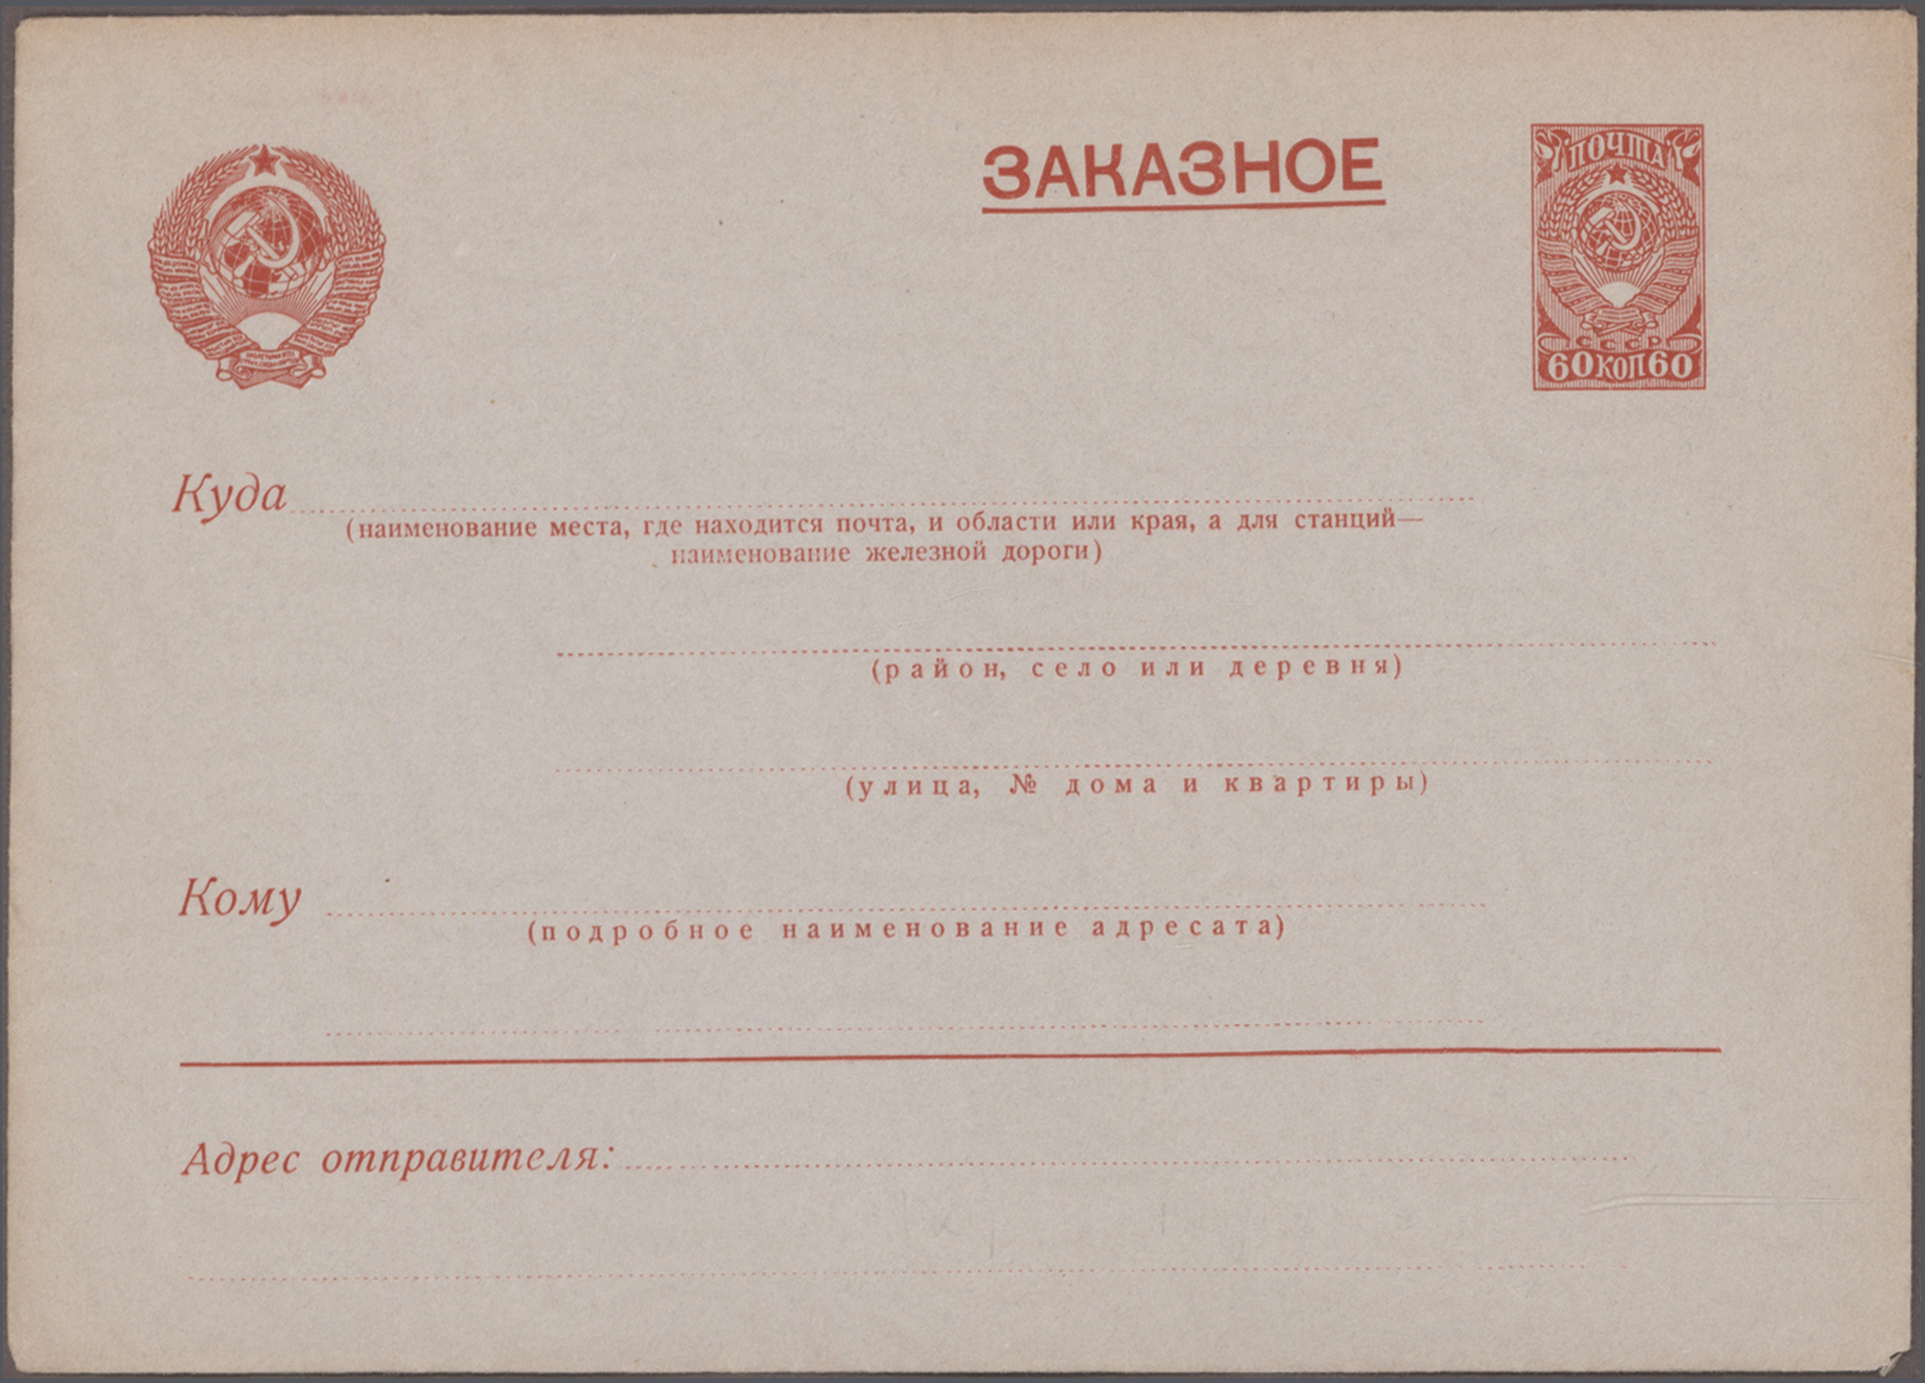 ЗАКАЗНОЕ
ПОЧТА
СССР
60 КОП 60
Куда
(наименование места, где находится почта, и области или края, а для станций—
наименование железной дороги)
(район, село или деревня)
(улица, № дома и квартиры)
Кому
(подробное наименование адресата)
Адрес отправителя: